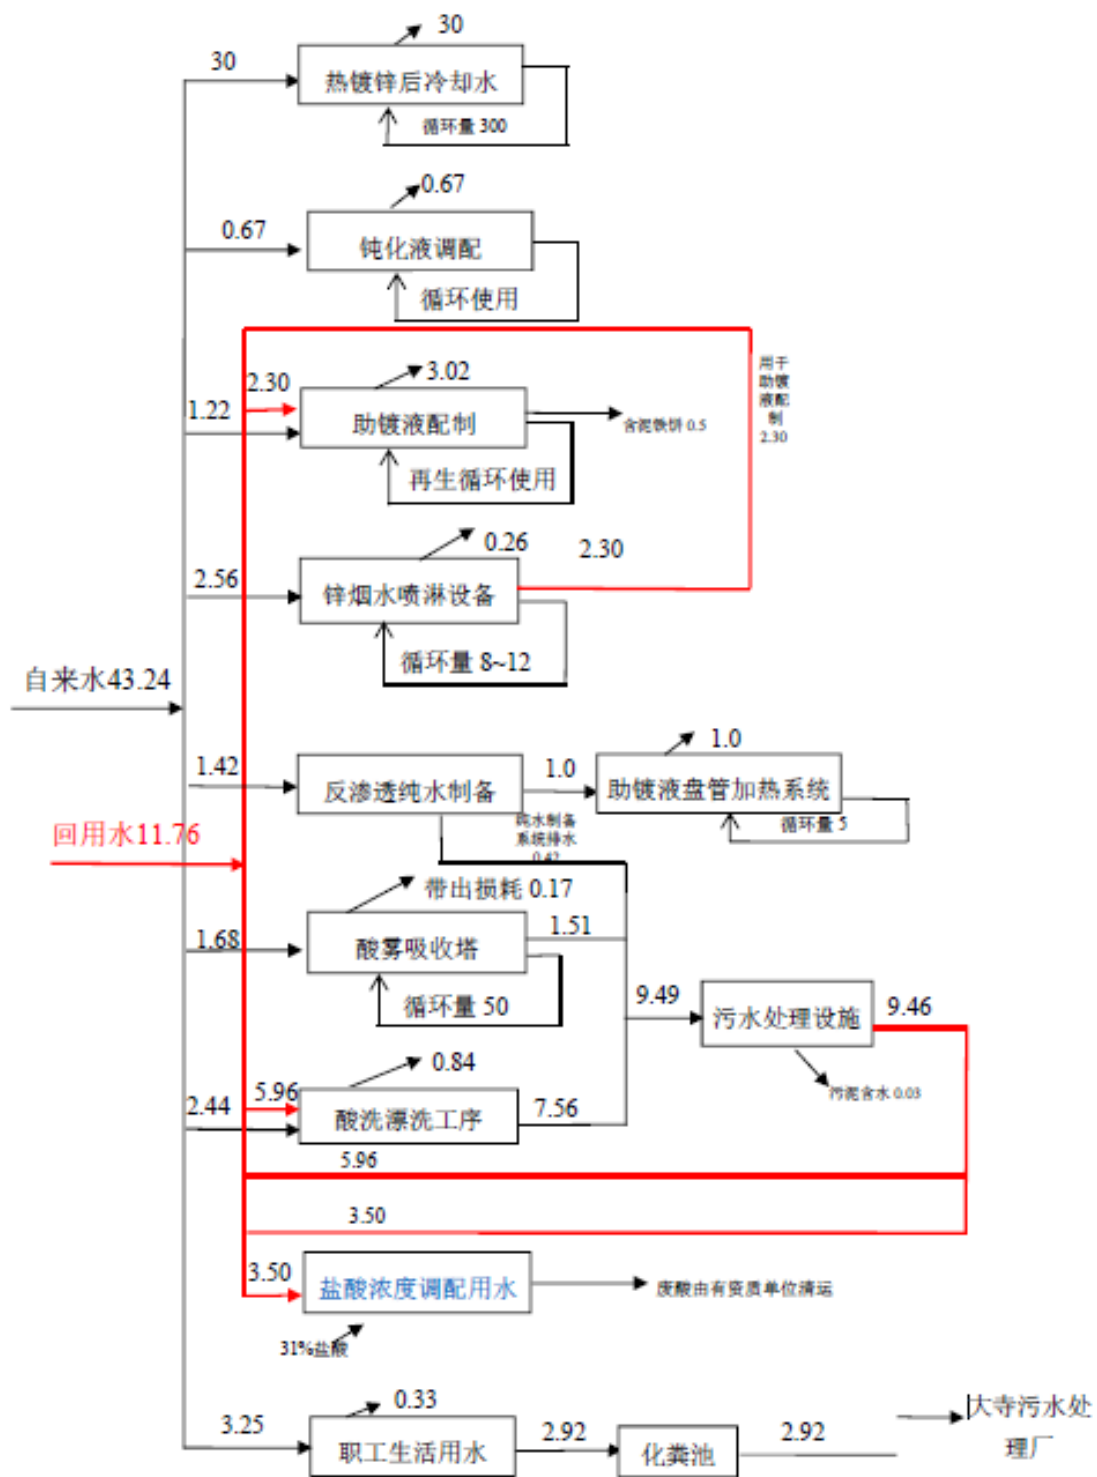 30
30
热镀锌后冷却水
循环量 300
0.67
0.67
钝化液调配
循环使用
用于
助镀
液配
制
2.30
3.02
2.30
1.22
助镀液配制
含泥铁饼 0.5
再生循环使用
0.26
2.30
2.56
锌烟水喷淋设备
循环量 8~12
自来水43.24
1.0
1.42
反渗透纯水制备
1.0
助镀液盘管加热系统
循环量 5
纯水制备
系统排水
0.42
回用水11.76
带出损耗 0.17
1.68
酸雾吸收塔
1.51
循环量 50
9.49
污水处理设施
9.46
污泥含水 0.03
0.84
5.96
2.44
酸洗漂洗工序
7.56
5.96
3.50
3.50
盐酸浓度调配用水
废酸由有资质单位清运
31%盐酸
0.33
3.25
职工生活用水
2.92
化粪池
2.92
大寺污水处
理厂